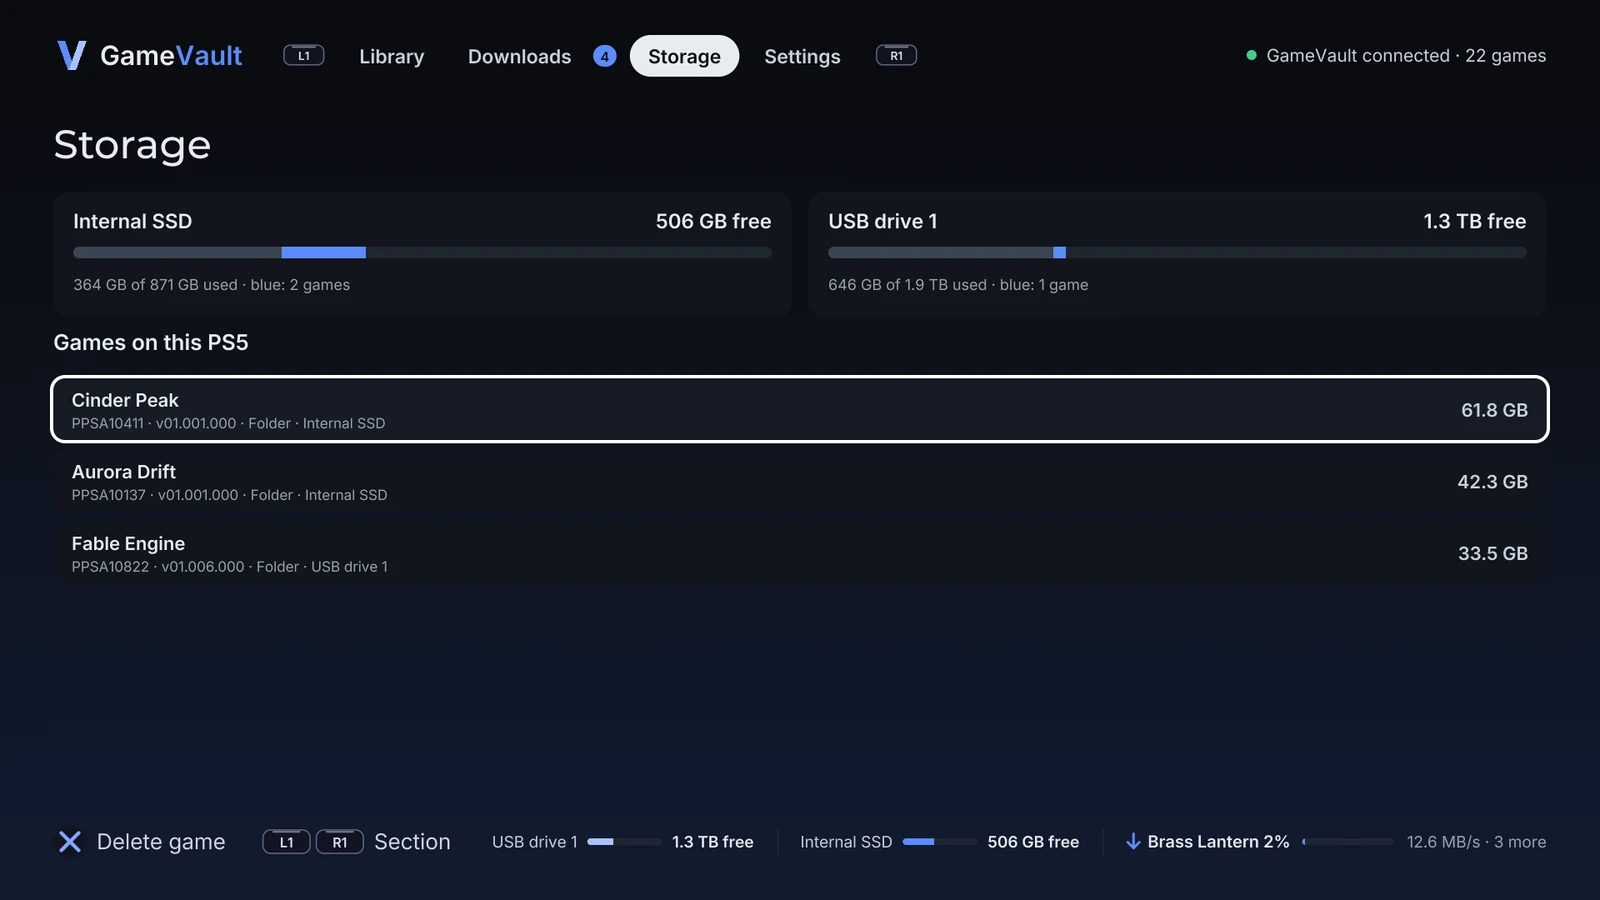 GameVault
L1
Library
Downloads
4
Storage
Settings
R1
GameVault connected · 22 games
Storage
Internal SSD
506 GB free
364 GB of 871 GB used · blue: 2 games
USB drive 1
1.3 TB free
646 GB of 1.9 TB used · blue: 1 game
Games on this PS5
Cinder Peak
PPSA10411 · v01.001.000 · Folder · Internal SSD
61.8 GB
Aurora Drift
PPSA10137 · v01.001.000 · Folder · Internal SSD
42.3 GB
Fable Engine
PPSA10822 · v01.006.000 · Folder · USB drive 1
33.5 GB
Delete game
L1
R1
Section
USB drive 1
1.3 TB free
Internal SSD
506 GB free
Brass Lantern 2%
12.6 MB/s · 3 more